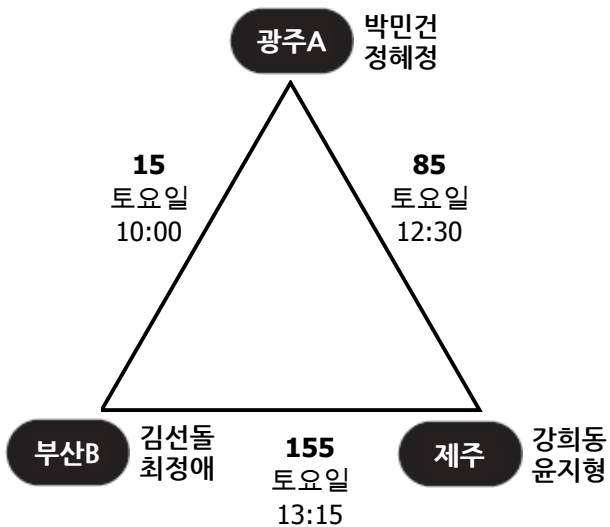 광주A
박민건
정혜정
15
토요일
10:00
85
토요일
12:30
부산B
김선돌
최정애
155
토요일
13:15
제주
강희동
윤지형